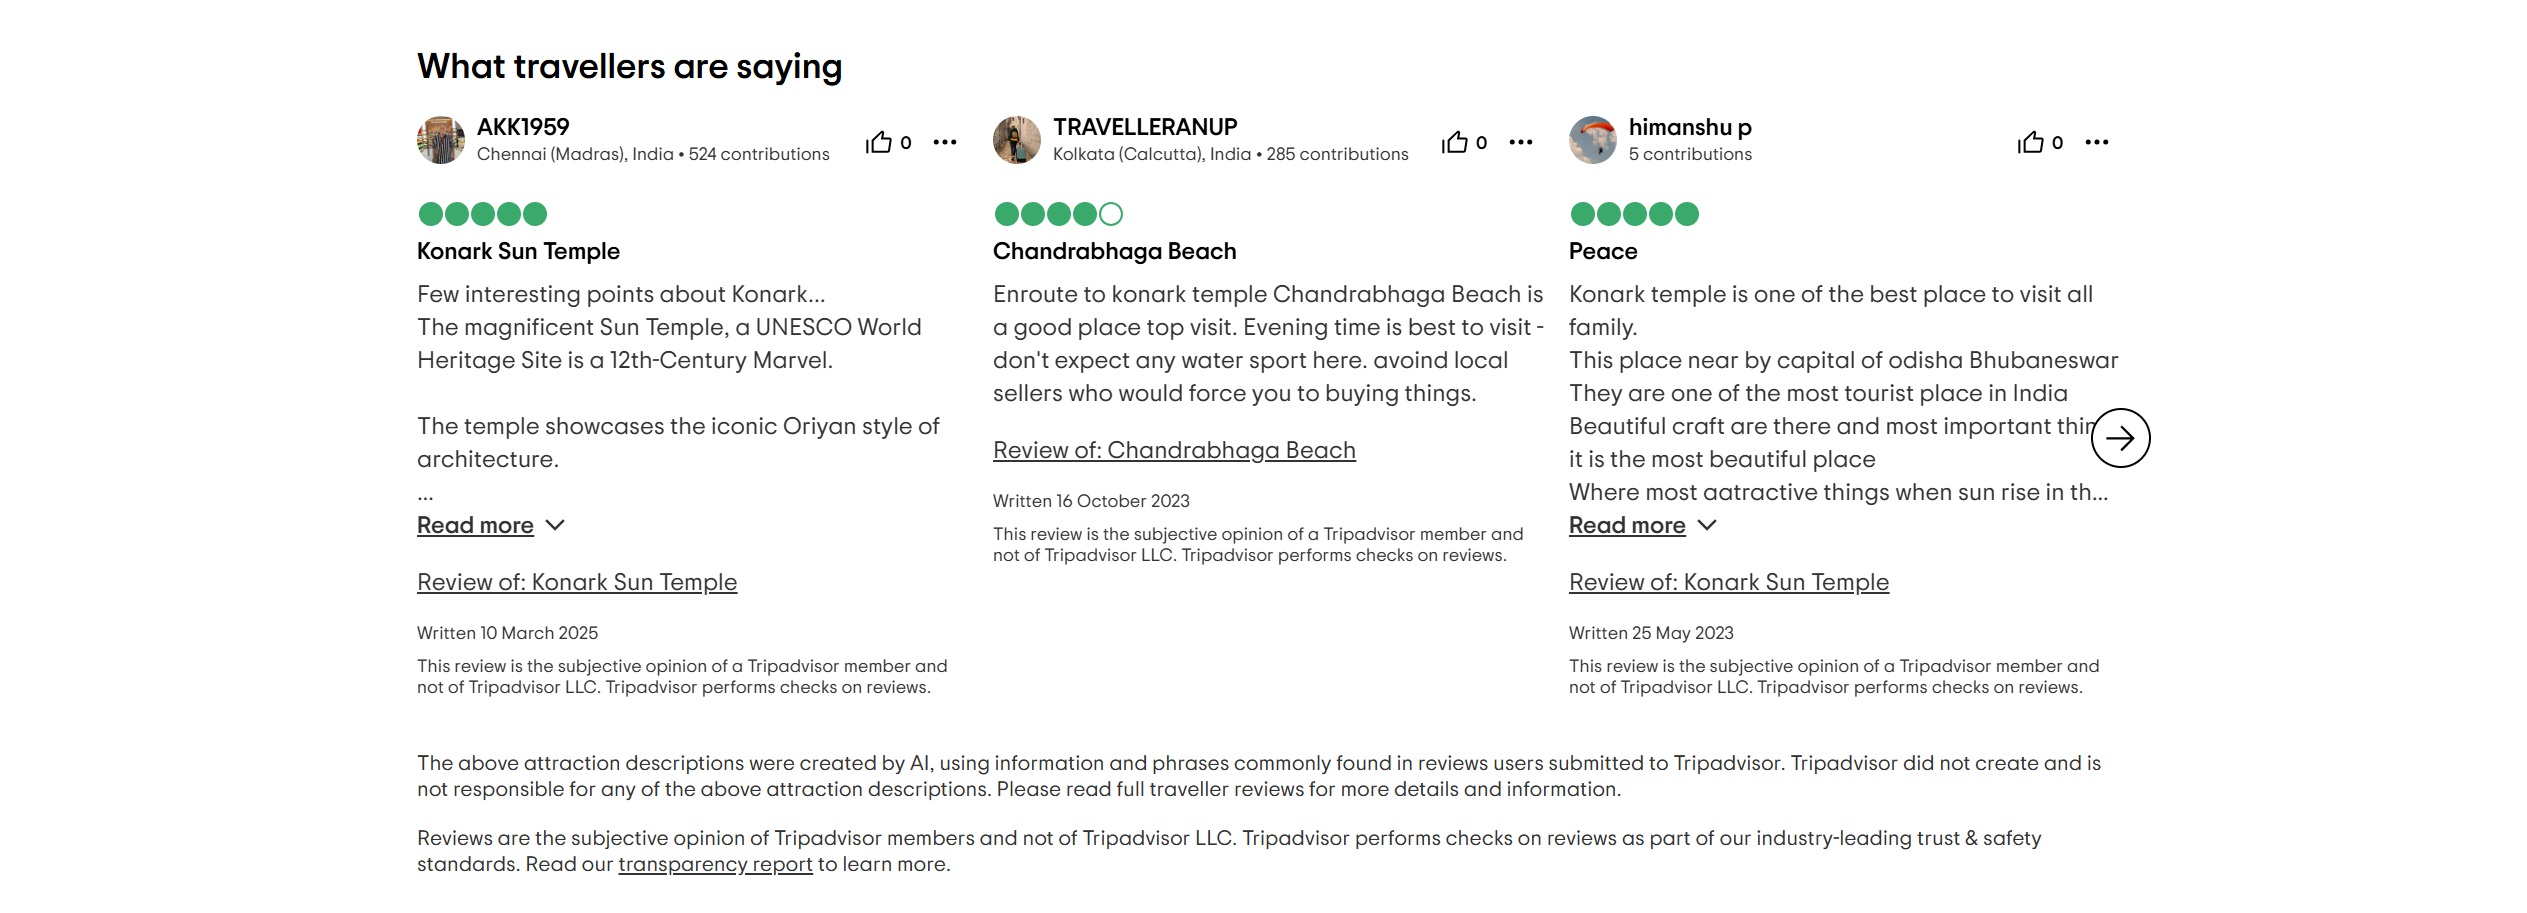 What travellers are saying
AKK1959
Chennai (Madras), India • 524 contributions
0
Konark Sun Temple
Few interesting points about Konark...
The magnificent Sun Temple, a UNESCO World
Heritage Site is a 12th-Century Marvel.
The temple showcases the iconic Oriyan style of
architecture.
...
Read more
Review of: Konark Sun Temple
Written 10 March 2025
This review is the subjective opinion of a Tripadvisor member and
not of Tripadvisor LLC. Tripadvisor performs checks on reviews.
TRAVELLERANUP
Kolkata (Calcutta), India • 285 contributions
0
Chandrabhaga Beach
Enroute to konark temple Chandrabhaga Beach is
a good place top visit. Evening time is best to visit -
don't expect any water sport here. avoind local
sellers who would force you to buying things.
Review of: Chandrabhaga Beach
Written 16 October 2023
This review is the subjective opinion of a Tripadvisor member and
not of Tripadvisor LLC. Tripadvisor performs checks on reviews.
himanshu p
5 contributions
0
Peace
Konark temple is one of the best place to visit all
family.
This place near by capital of odisha Bhubaneswar
They are one of the most tourist place in India
Beautiful craft are there and most important
it is the most beautiful place
Where most aatractive things when sun rise in th...
Read more
Review of: Konark Sun Temple
Written 25 May 2023
This review is the subjective opinion of a Tripadvisor member and
not of Tripadvisor LLC. Tripadvisor performs checks on reviews.
The above attraction descriptions were created by AI, using information and phrases commonly found in reviews users submitted to Tripadvisor. Tripadvisor did not create and is
not responsible for any of the above attraction descriptions. Please read full traveller reviews for more details and information.
Reviews are the subjective opinion of Tripadvisor members and not of Tripadvisor LLC. Tripadvisor performs checks on reviews as part of our industry-leading trust & safety
standards. Read our transparency report to learn more.